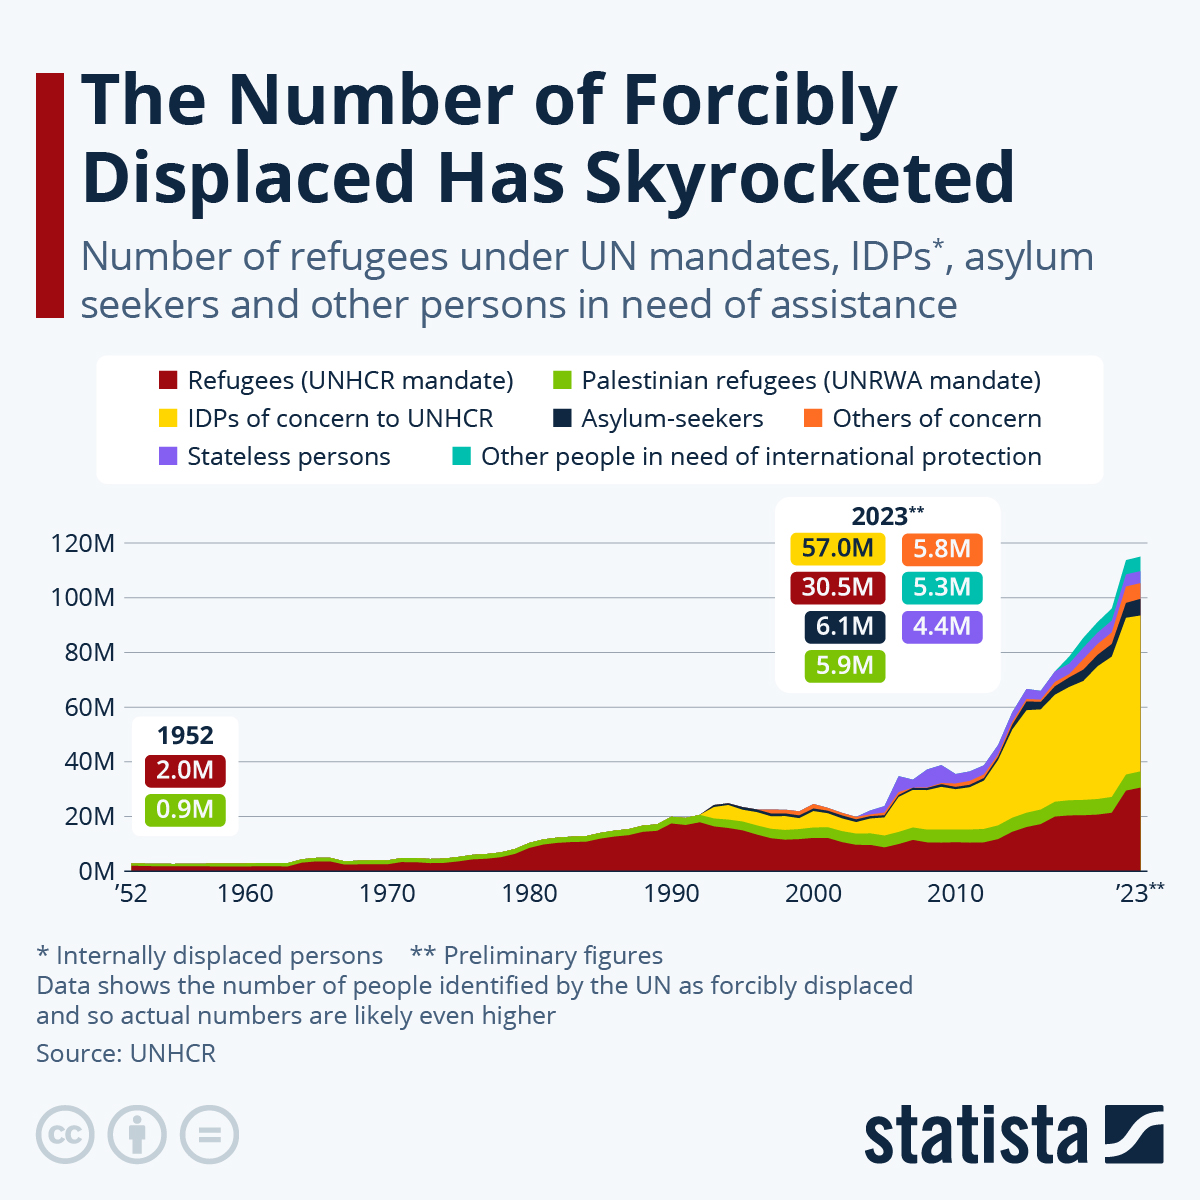 The Number of Forcibly
Displaced Has Skyrocketed
Number of refugees under UN mandates, IDPs*, asylum
seekers and other persons in need of assistance
Refugees (UNHCR mandate) Palestinian refugees (UNRWA mandate)
IDPs of concern to UNHCR Asylum-seekers Others of concern
Stateless persons Other people in need of international protection
2023**
57.0M 5.8M
30.5M 5.3M
6.1M 4.4M
5.9M
120M
100M
80M
60M
40M
20M
0M
1952
2.0M
0.9M
’52 1960 1970 1980 1990 2000 2010 ’23**
* Internally displaced persons ** Preliminary figures
Data shows the number of people identified by the UN as forcibly displaced
and so actual numbers are likely even higher
Source: UNHCR
cc =
statista